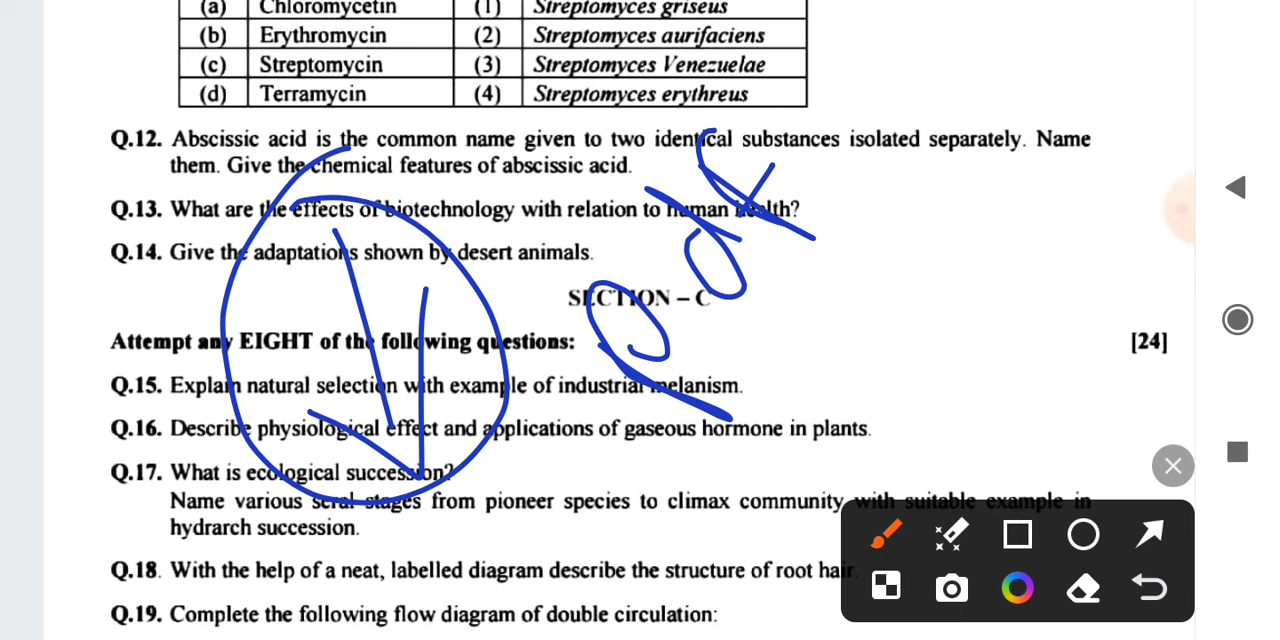 (a) Chloromycetin (1) Streptomyces griseus
(b) Erythromycin (2) Streptomyces aurifaciens
(c) Streptomycin (3) Streptomyces Venezuelae
(d) Terramycin (4) Streptomyces erythreus
Q.12. Abscissic acid is the common name given to two identical substances isolated separately. Name
them. Give the chemical features of abscissic acid.
Q.13. What are the effects of biotechnology with relation to human health?
Q.14. Give the adaptations shown by desert animals.
SECTION – C
Attempt any EIGHT of the following questions: [24]
Q.15. Explain natural selection with example of industrial melanism.
Q.16. Describe physiological effect and applications of gaseous hormone in plants.
Q.17. What is ecological succession?
Name various seral stages from pioneer species to climax community with suitable example in
hydrarch succession.
Q.18. With the help of a neat, labelled diagram describe the structure of root hair
Q.19. Complete the following flow diagram of double circulation: